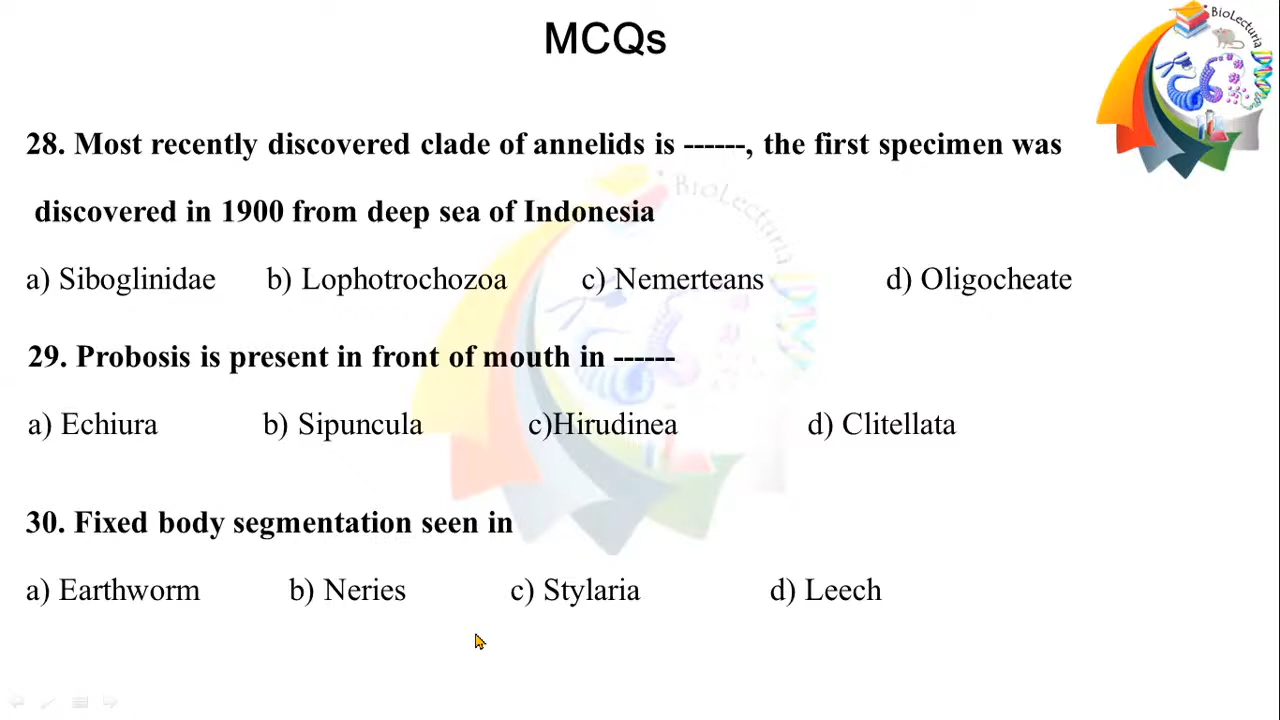 MCQs
BioLecturia
28. Most recently discovered clade of annelids is ------, the first specimen was
discovered in 1900 from deep sea of Indonesia
a) Siboglinidae b) Lophotrochozoa c) Nemerteans d) Oligocheate
29. Probosis is present in front of mouth in ------
a) Echiura b) Sipuncula c)Hirudinea d) Clitellata
30. Fixed body segmentation seen in
a) Earthworm b) Neries c) Stylaria d) Leech
BioLecturia